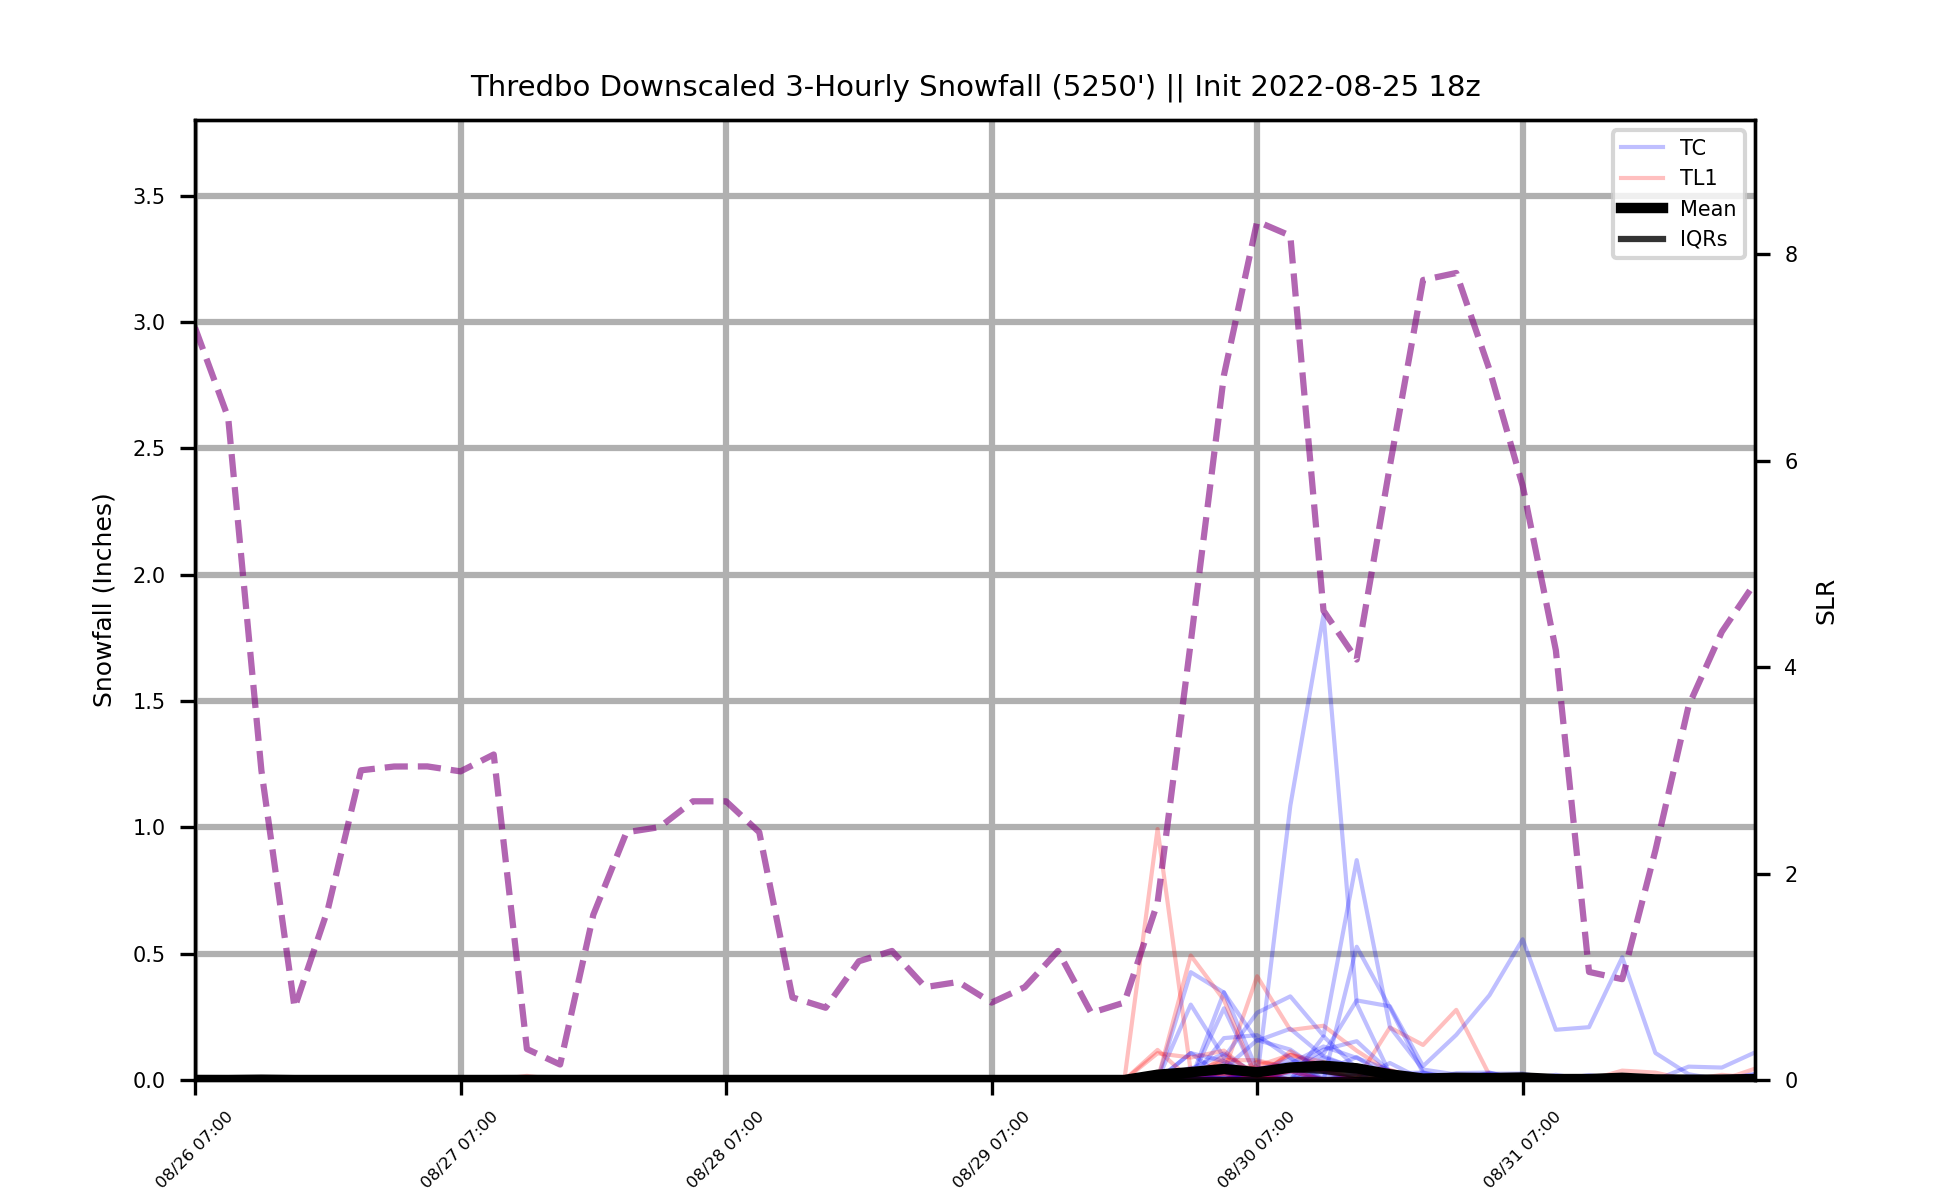 Thredbo Downscaled 3-Hourly Snowfall (5250') || Init 2022-08-25 18z
TC
TL1
Mean
IQRs
Snowfall (Inches)
3.5
3.0
2.5
2.0
1.5
1.0
0.5
0.0
8
6
4
2
0
SLR
08/26 07:00
08/27 07:00
08/28 07:00
08/29 07:00
08/30 07:00
08/31 07:00